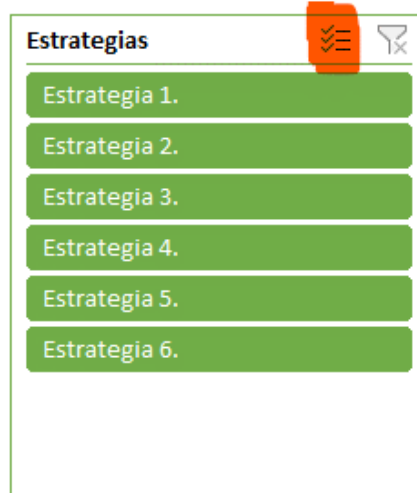 Estrategias
Estrategia 1.
Estrategia 2.
Estrategia 3.
Estrategia 4.
Estrategia 5.
Estrategia 6.